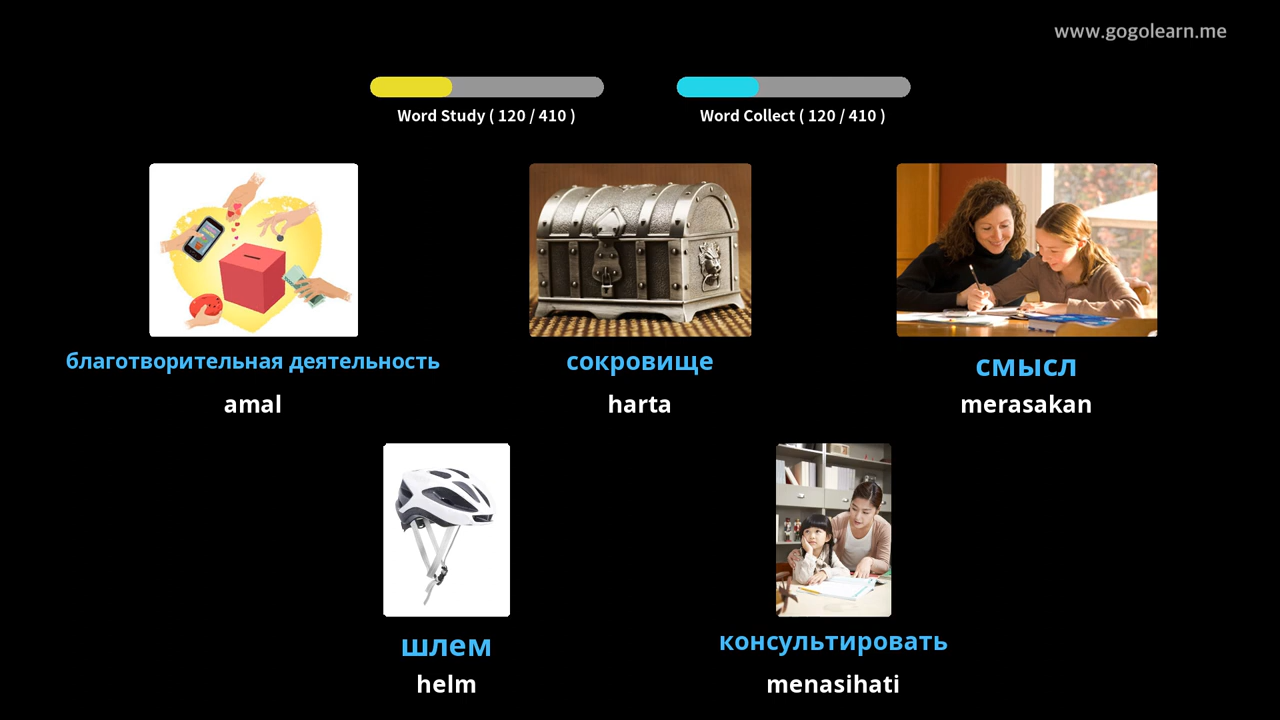 www.gogolearn.me
Word Study ( 120 / 410 )
Word Collect ( 120 / 410 )
благотворительная деятельность
amal
сокровище
harta
смысл
merasakan
шлем
helm
консультировать
menasihati